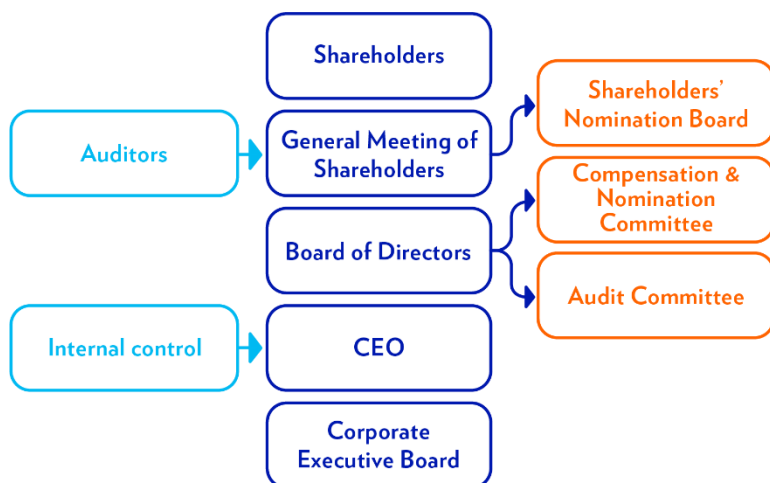 Shareholders
Shareholders'
Nomination Board
Auditors
General Meeting of
Shareholders
Compensation &
Nomination
Committee
Board of Directors
Audit Committee
Internal control
CEO
Corporate
Executive Board